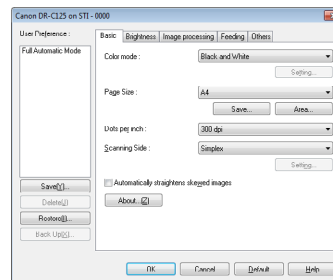 Canon DR-C125 on STI - 0000
User Preference :
Full Automatic Mode
Save[Y]...
Delete[J]
Restore[I]...
Back Up[X]...
Basic Brightness Image processing Feeding Others
Color mode : Black and White
Setting...
Page Size : A4
Save... Area...
Dots per inch : 300 dpi
Scanning Side : Simplex
Setting...
Automatically straightens skewed images
About...[Z]
OK Cancel Default Help